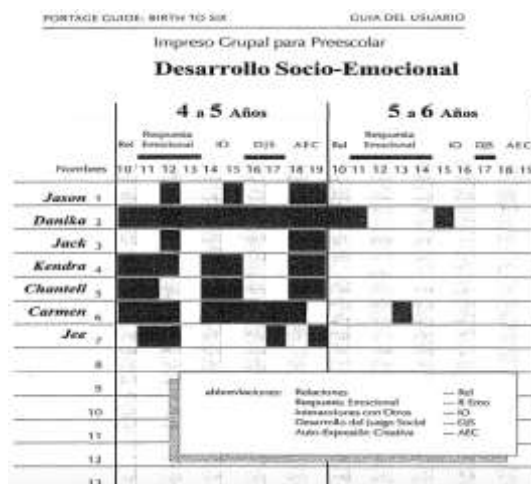 PORTAGE GUIDE: BIRTH TO SIX GUIA DEL USUARIO
Impreso Grupal para Preescolar
Desarrollo Socio-Emocional
4 a 5 Años 5 a 6 Años
Rel Respuesta Emocional IO DJS AEC Rel Respuesta Emocional IO DJS AEC
Nombres 10 11 12 13 14 15 16 17 18 19 10 11 12 13 14 15 16 17 18 19
Jason 1
Danika 2
Jack 3
Kendra 4
Chantell 5
Carmen 6
Jee 7
8
9
10
11
12
13
abbreviaciones: Relaciones — Rel
Respuesta Emocional — R Emo
Interacciones con Otros — IO
Desarrollo del Juego Social — DJS
Auto-Expresión Creativa — AEC